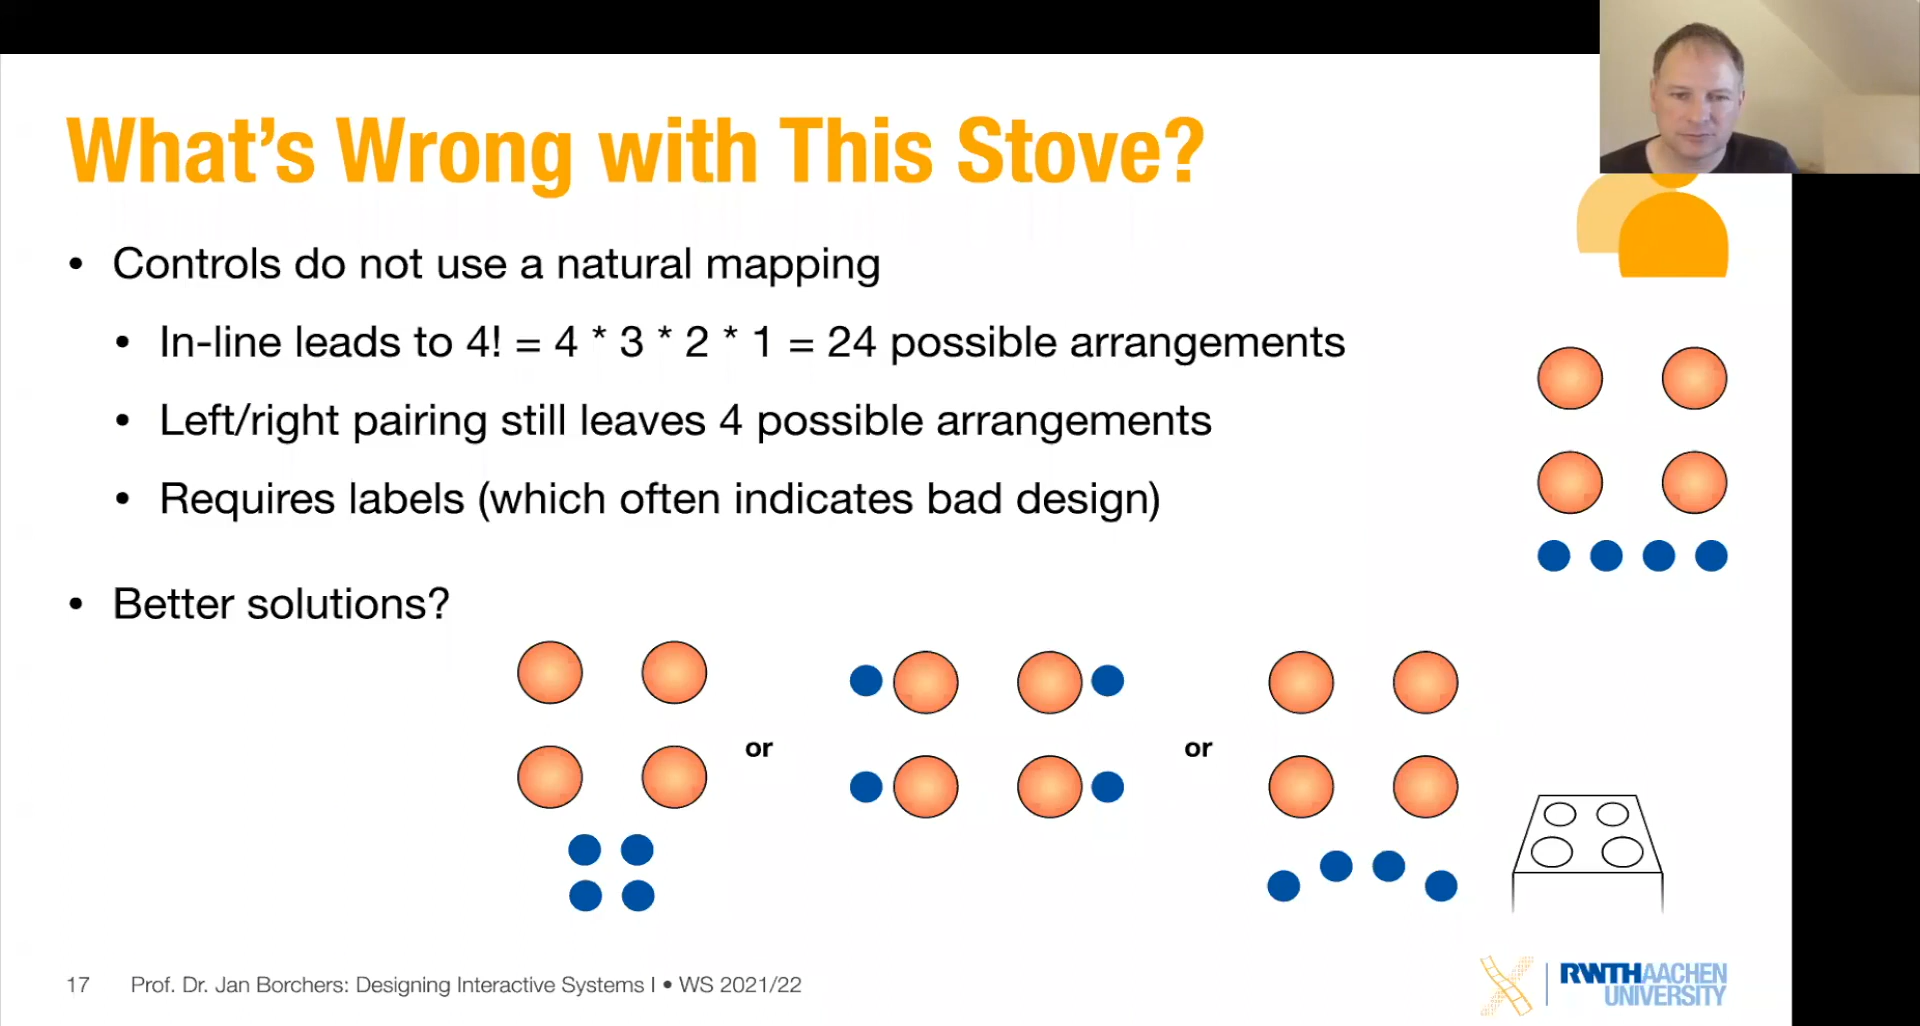 What's Wrong with This Stove?
• Controls do not use a natural mapping
• In-line leads to 4! = 4 * 3 * 2 * 1 = 24 possible arrangements
• Left/right pairing still leaves 4 possible arrangements
• Requires labels (which often indicates bad design)
• Better solutions?
or
or
17 Prof. Dr. Jan Borchers: Designing Interactive Systems I • WS 2021/22
RWTHAACHEN
UNIVERSITY